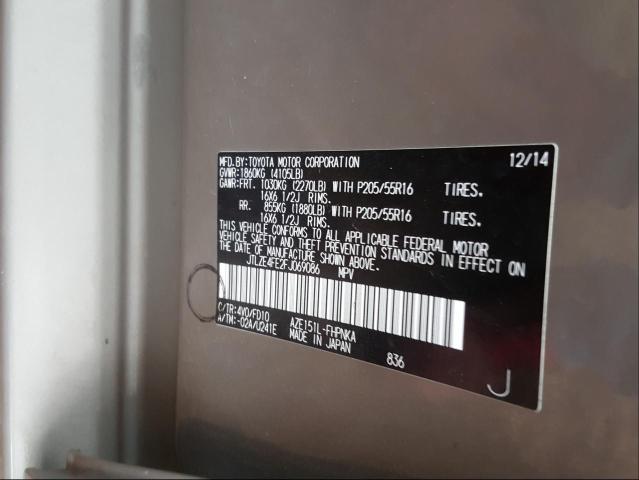 MFD.BY:TOYOTA MOTOR CORPORATION 12/14
GVWR:1860KG (4105LB)
GAWR:FRT. 1030KG (2270LB) WITH P205/55R16 TIRES.
16X6 1/2J RIMS.
RR. 855KG (1880LB) WITH P205/55R16 TIRES.
16X6 1/2J RIMS.
THIS VEHICLE CONFORMS TO ALL APPLICABLE FEDERAL MOTOR
VEHICLE SAFETY AND THEFT PREVENTION STANDARDS IN EFFECT ON
THE DATE OF MANUFACTURE SHOWN ABOVE.
JTLZE4FE2FJ069086 MPV
C/TR:4V0/FD10 AZE151L-FHPNKA
A/TM:-02A/U241E MADE IN JAPAN 836
J